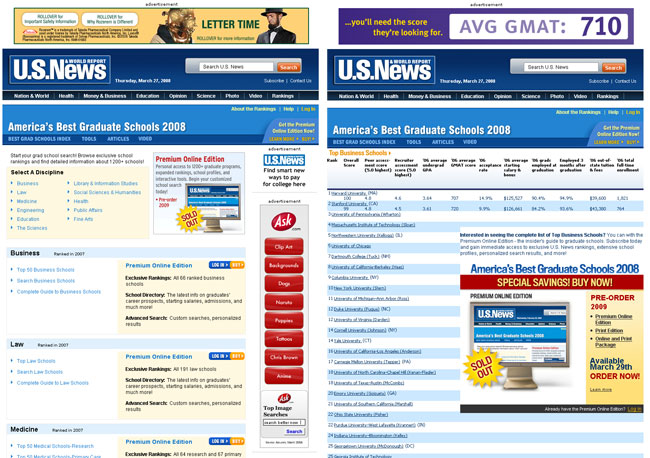 advertisement
ROLLOVER for
Important Safety Information
ROLLOVER for
Why Rozerem is Different
LETTER TIME
ROLLOVER for more information.
U.S.News
& WORLD REPORT
Thursday, March 27, 2008
Search U.S. News
Search
Subscribe | Contact Us
Nation & World
Health
Money & Business
Education
Opinion
Science
Photo
Video
Rankings
About the Rankings | Help | Log In
America's Best Graduate Schools 2008
BEST GRAD SCHOOLS INDEX
TOOLS
ARTICLES
VIDEO
Get the Premium
Online Edition Now!
LEARN MORE
BUY
Start your grad school search! Browse exclusive school
rankings and find detailed information about 1200+ schools!
Select A Discipline
Business
Law
Medicine
Engineering
Education
The Sciences
Library & Information Studies
Social Sciences & Humanities
Health
Public Affairs
Fine Arts
Premium Online Edition
Personal access to 1200+ graduate programs,
expanded rankings, school profiles, and
interactive tools. Begin your
customized
school search
today!
Pre-order
2009
SOLD
OUT
Business
Ranked in 2007
Top 50 Business Schools
Search Business Schools
Complete Guide to Business Schools
Premium Online Edition
LOG IN
BUY
Exclusive Rankings: All 68 ranked business
schools
School Directory: The latest info on graduates'
career prospects, starting salaries, admissions, and
much more!
Advanced Search: Custom searches, personalized
results
Law
Ranked in 2007
Top Law Schools
Search Law Schools
Complete Guide to Law Schools
Premium Online Edition
LOG IN
BUY
Exclusive Rankings: All 191 law schools
School Directory: The latest info on graduates'
career prospects, starting salaries, admissions, and
much more!
Advanced Search: Custom searches, personalized
results
Medicine
Ranked in 2007
Top 50 Medical Schools-Research
Top 50 Medical Schools-Primary Care
Premium Online Edition
LOG IN
BUY
Exclusive Rankings: All 84 research and 67 primary
advertisement
U.S.News
Find smart new
ways to pay
for college here
advertisement
Ask
.com
Clip Art
Backgrounds
Dogs
Naruto
Puppies
Tattoos
Chris Brown
Anime
Ask
.com
Top Image
Searches
search better now
Search
advertisement
...you'll need the score
they're looking for.
AVG GMAT: 710
U.S.News
& WORLD REPORT
Thursday, March 27, 2008
Search U.S. News
Search
Subscribe | Contact Us
Nation & World
Health
Money & Business
Education
Opinion
Science
Photo
Video
Rankings
About the Rankings | Help | Log In
America's Best Graduate Schools 2008
BEST GRAD SCHOOLS INDEX
TOOLS
ARTICLES
VIDEO
Get the Premium
Online Edition Now!
LEARN MORE
BUY
Top Business Schools
Rank
Overall
Score
Peer assess-
ment score
(5.0 highest)
Recruiter
assessment
score (5.0
highest)
'06 average
undergrad
GPA
'06 average
GMAT score
'06
acceptance
rate
'06 average
starting
salary &
bonus
'06 grads
employed at
graduation
Employed 3
months after
graduation
'06 out-of-
state tuition
& fees
'06 total
full-time
enrollment
1 Harvard University (MA)
100 4.8 4.6 3.64 707 14.9% $125,527 90.4% 94.9% $39,600 1,821
2 Stanford University (CA)
99 4.5 3.61 720 9.9% $126,661 84.2% 93.6% $43,380 764
3 University of Pennsylvania (Wharton)
4 Massachusetts Institute of Technology (Sloan)
5 Northwestern University (Kellogg) (IL)
5 University of Chicago
7 Dartmouth College (Tuck) (NH)
8 University of California-Berkeley (Haas)
9 Columbia University (NY)
10 New York University (Stern)
11 University of Michigan-Ann Arbor (Ross)
12 Duke University (Fuqua) (NC)
12 University of Virginia (Darden)
14 Cornell University (Johnson) (NY)
14 Yale University (CT)
16 University of California-Los Angeles (Anderson)
17 Carnegie Mellon University (Tepper) (PA)
18 University of North Carolina-Chapel Hill (Kenan-Flagler)
18 University of Texas-Austin (McCombs)
20 Emory University (Goizueta) (GA)
21 University of Southern California (Marshall)
22 Ohio State University (Fisher)
22 Purdue University-West Lafayette (Krannert) (IN)
24 Indiana University-Bloomington (Kelley)
25 Georgetown University (McDonough) (DC)
25 Georgia Institute of Technology
Interested in seeing the complete list of Top Business Schools? You can with the
Premium Online Edition - the insider's guide to graduate schools. Subscribe today
and gain immediate access to exclusive U.S. News rankings, extensive school
profiles, personalized search results, and more!
America's Best Graduate Schools 2008
SPECIAL SAVINGS! BUY NOW!
PREMIUM ONLINE EDITION
U.S.News
SOLD
OUT
PRE-ORDER
2009
Premium Online
Edition
Print Edition
Online and Print
Package
Available
March 29th
ORDER NOW!
Learn more
Already have the Premium Online Edition? Log In